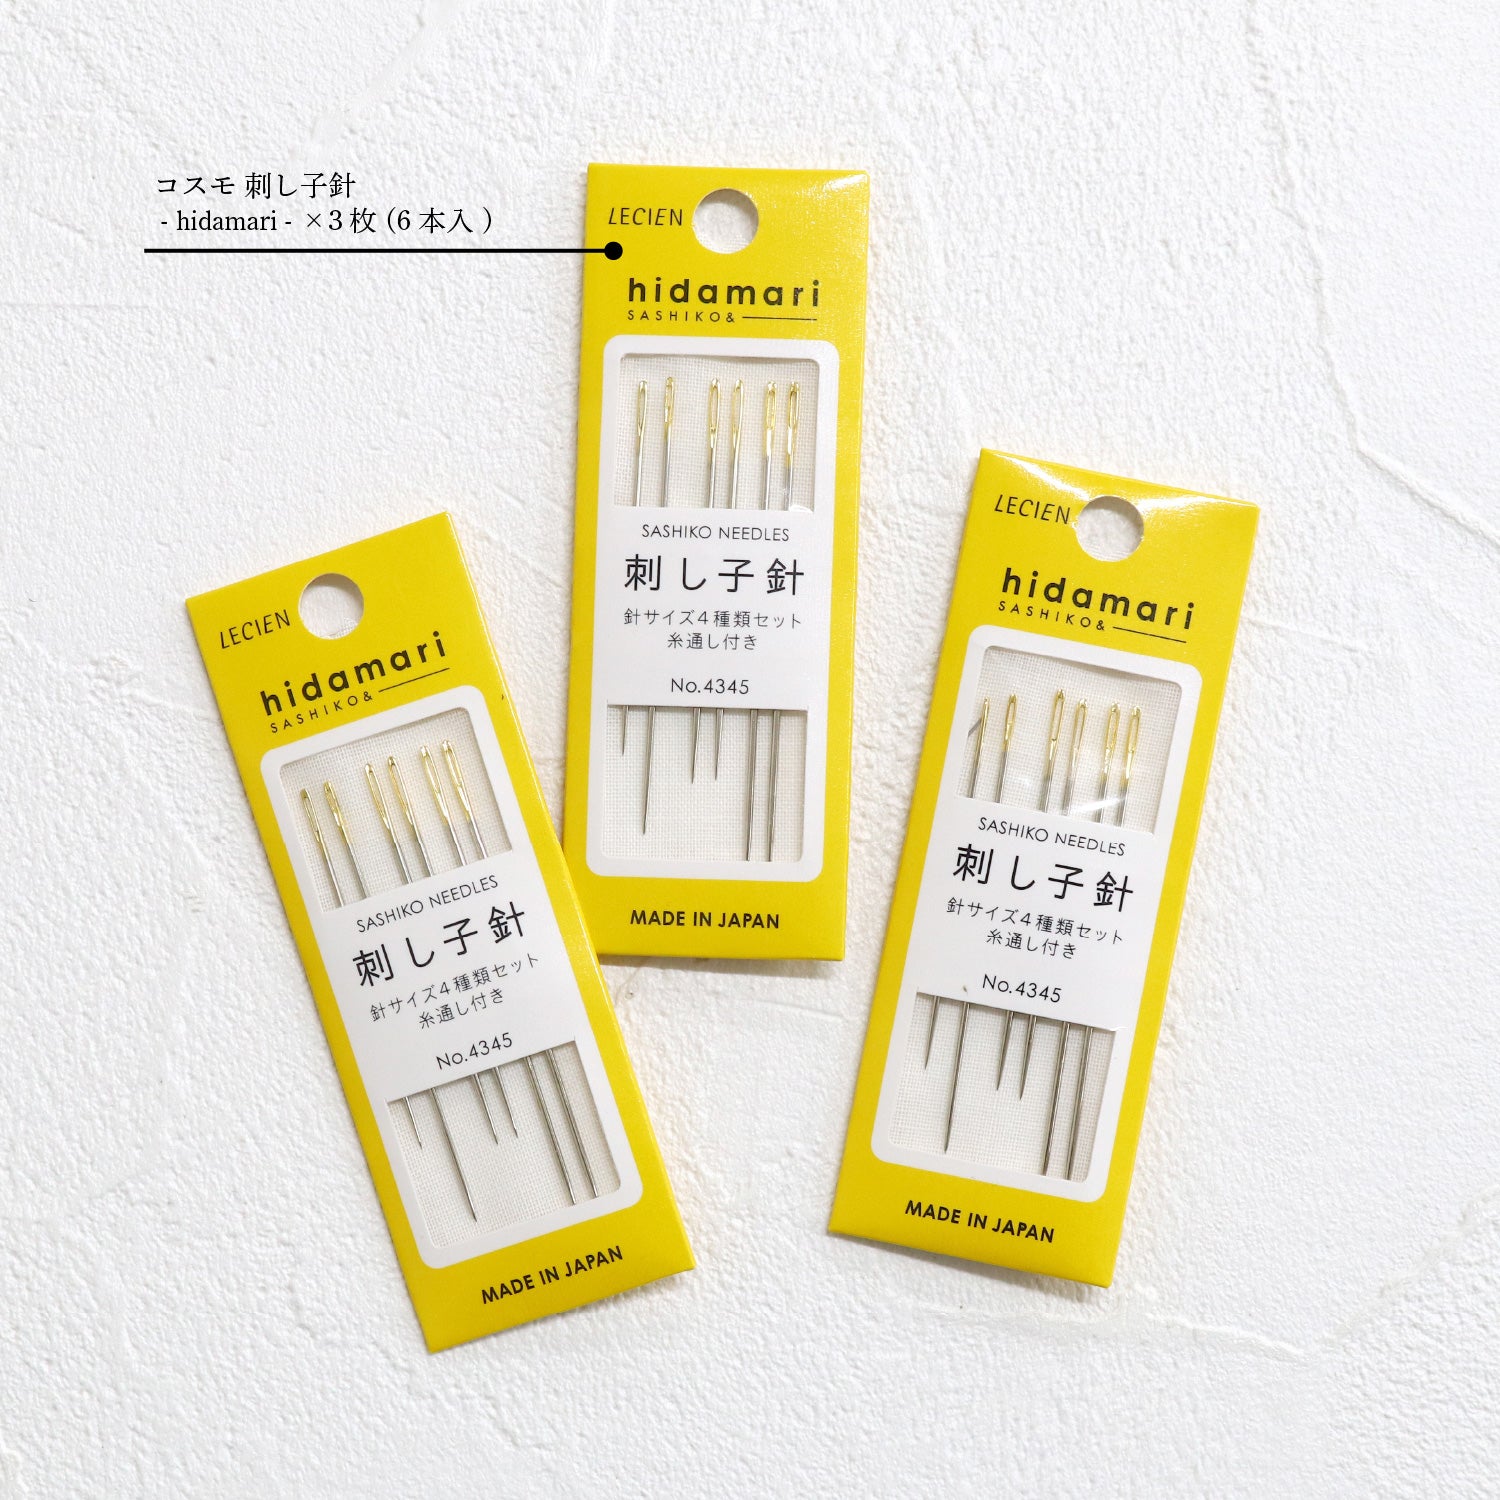 コスモ 刺し子針
- hidamari - ×3枚(6本入)
LECIEN
hidamari
SASHIKO&
SASHIKO NEEDLES
刺し子針
針サイズ4種類セット
糸通し付き
No.4345
MADE IN JAPAN
LECIEN
hidamari
SASHIKO&
SASHIKO NEEDLES
刺し子針
針サイズ4種類セット
糸通し付き
No.4345
MADE IN JAPAN
LECIEN
hidamari
SASHIKO&
SASHIKO NEEDLES
刺し子針
針サイズ4種類セット
糸通し付き
No.4345
MADE IN JAPAN